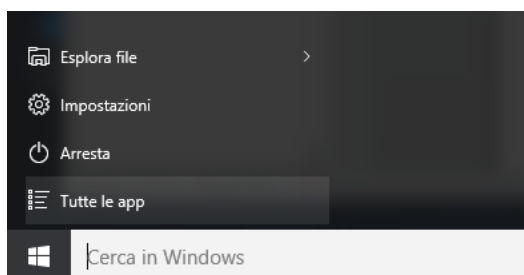 Esplora file
Impostazioni
Arresta
Tutte le app
Cerca in Windows